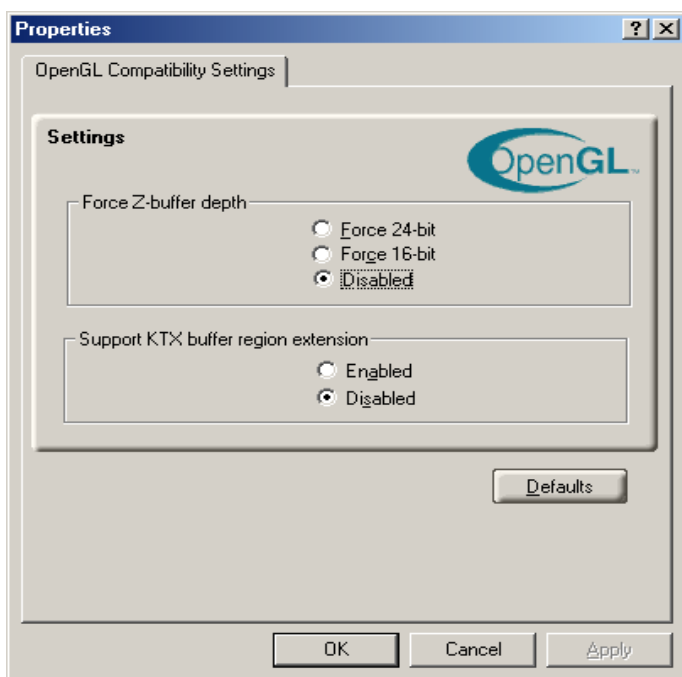 Properties
OpenGL Compatibility Settings
Settings
OpenGL™
Force Z-buffer depth
Force 24-bit
Force 16-bit
Disabled
Support KTX buffer region extension
Enabled
Disabled
Defaults
OK
Cancel
Apply